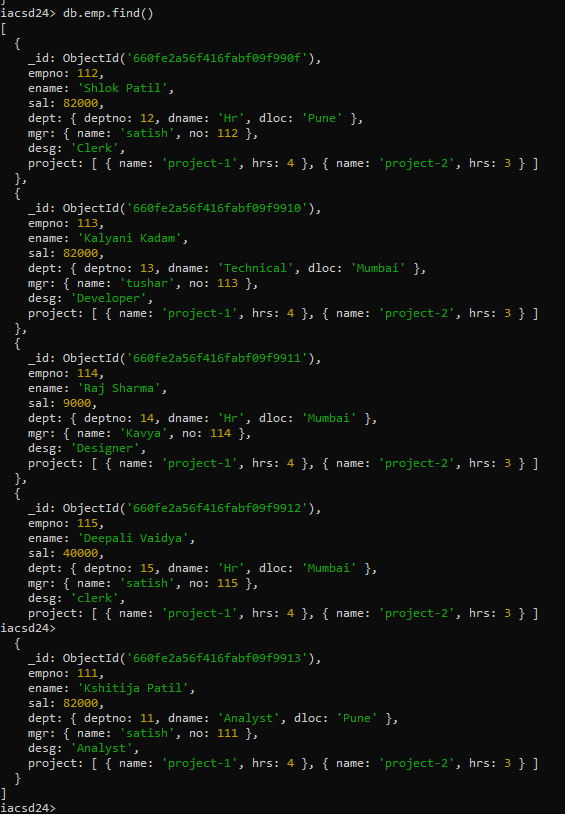 iacsd24> db.emp.find()
[
  {
    _id: ObjectId('660fe2a56f416fabf09f990f'),
    empno: 112,
    ename: 'Shlok Patil',
    sal: 82000,
    dept: { deptno: 12, dname: 'Hr', dloc: 'Pune' },
    mgr: { name: 'satish', no: 112 },
    desg: 'Clerk',
    project: [ { name: 'project-1', hrs: 4 }, { name: 'project-2', hrs: 3 } ]
  },
  {
    _id: ObjectId('660fe2a56f416fabf09f9910'),
    empno: 113,
    ename: 'Kalyani Kadam',
    sal: 82000,
    dept: { deptno: 13, dname: 'Technical', dloc: 'Mumbai' },
    mgr: { name: 'tushar', no: 113 },
    desg: 'Developer',
    project: [ { name: 'project-1', hrs: 4 }, { name: 'project-2', hrs: 3 } ]
  },
  {
    _id: ObjectId('660fe2a56f416fabf09f9911'),
    empno: 114,
    ename: 'Raj Sharma',
    sal: 9000,
    dept: { deptno: 14, dname: 'Hr', dloc: 'Mumbai' },
    mgr: { name: 'Kavya', no: 114 },
    desg: 'Designer',
    project: [ { name: 'project-1', hrs: 4 }, { name: 'project-2', hrs: 3 } ]
  },
  {
    _id: ObjectId('660fe2a56f416fabf09f9912'),
    empno: 115,
    ename: 'Deepali Vaidya',
    sal: 40000,
    dept: { deptno: 15, dname: 'Hr', dloc: 'Mumbai' },
    mgr: { name: 'satish', no: 115 },
    desg: 'clerk',
    project: [ { name: 'project-1', hrs: 4 }, { name: 'project-2', hrs: 3 } ]
iacsd24>
  {
    _id: ObjectId('660fe2a56f416fabf09f9913'),
    empno: 111,
    ename: 'Kshitija Patil',
    sal: 82000,
    dept: { deptno: 11, dname: 'Analyst', dloc: 'Pune' },
    mgr: { name: 'satish', no: 111 },
    desg: 'Analyst',
    project: [ { name: 'project-1', hrs: 4 }, { name: 'project-2', hrs: 3 } ]
  }
]
iacsd24>